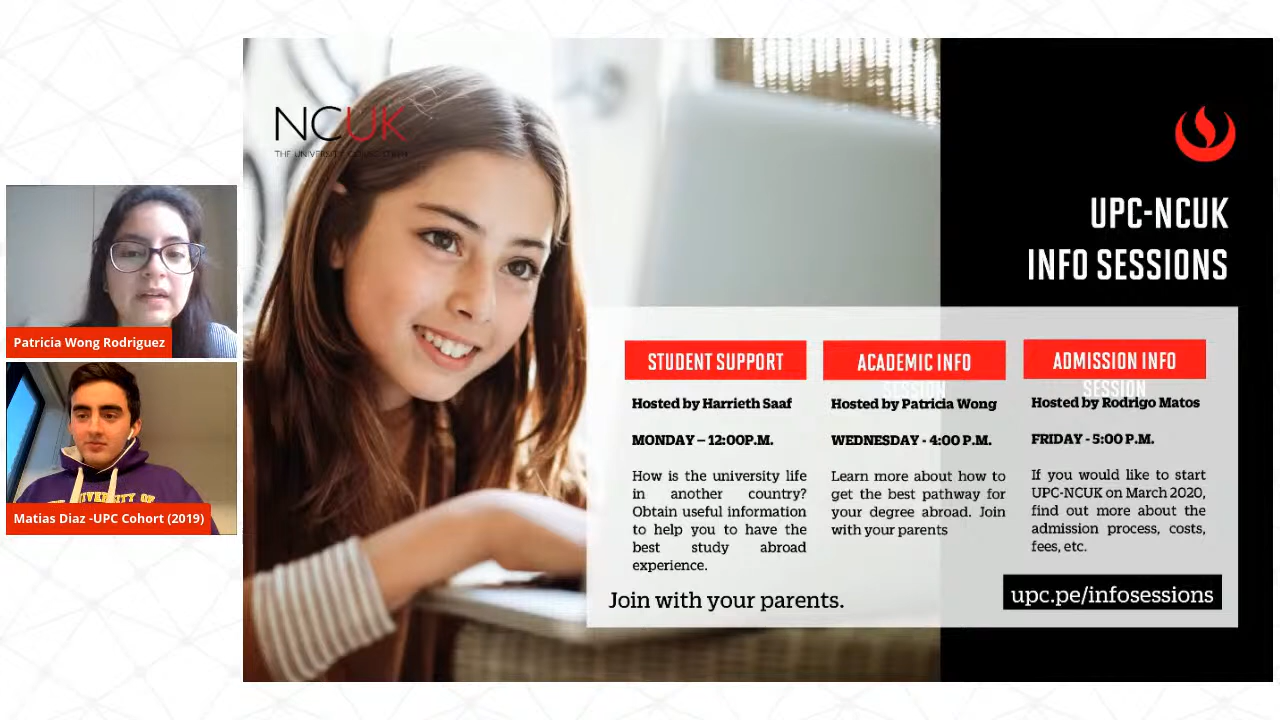 NCUK
Patricia Wong Rodriguez
THE UNIVERSITY OF
Matias Diaz -UPC Cohort (2019)
UPC-NCUK
INFO SESSIONS
STUDENT SUPPORT
Hosted by Harrieth Saaf
MONDAY – 12:00P.M.
How is the university life
in another country?
Obtain useful information
to help you to have the
best study abroad
experience.
ACADEMIC INFO
SESSION
Hosted by Patricia Wong
WEDNESDAY - 4:00 P.M.
Learn more about how to
get the best pathway for
your degree abroad. Join
with your parents
ADMISSION INFO
SESSION
Hosted by Rodrigo Matos
FRIDAY - 5:00 P.M.
If you would like to start
UPC-NCUK on March 2020,
find out more about the
admission process, costs,
fees, etc.
Join with your parents.
upc.pe/infosessions